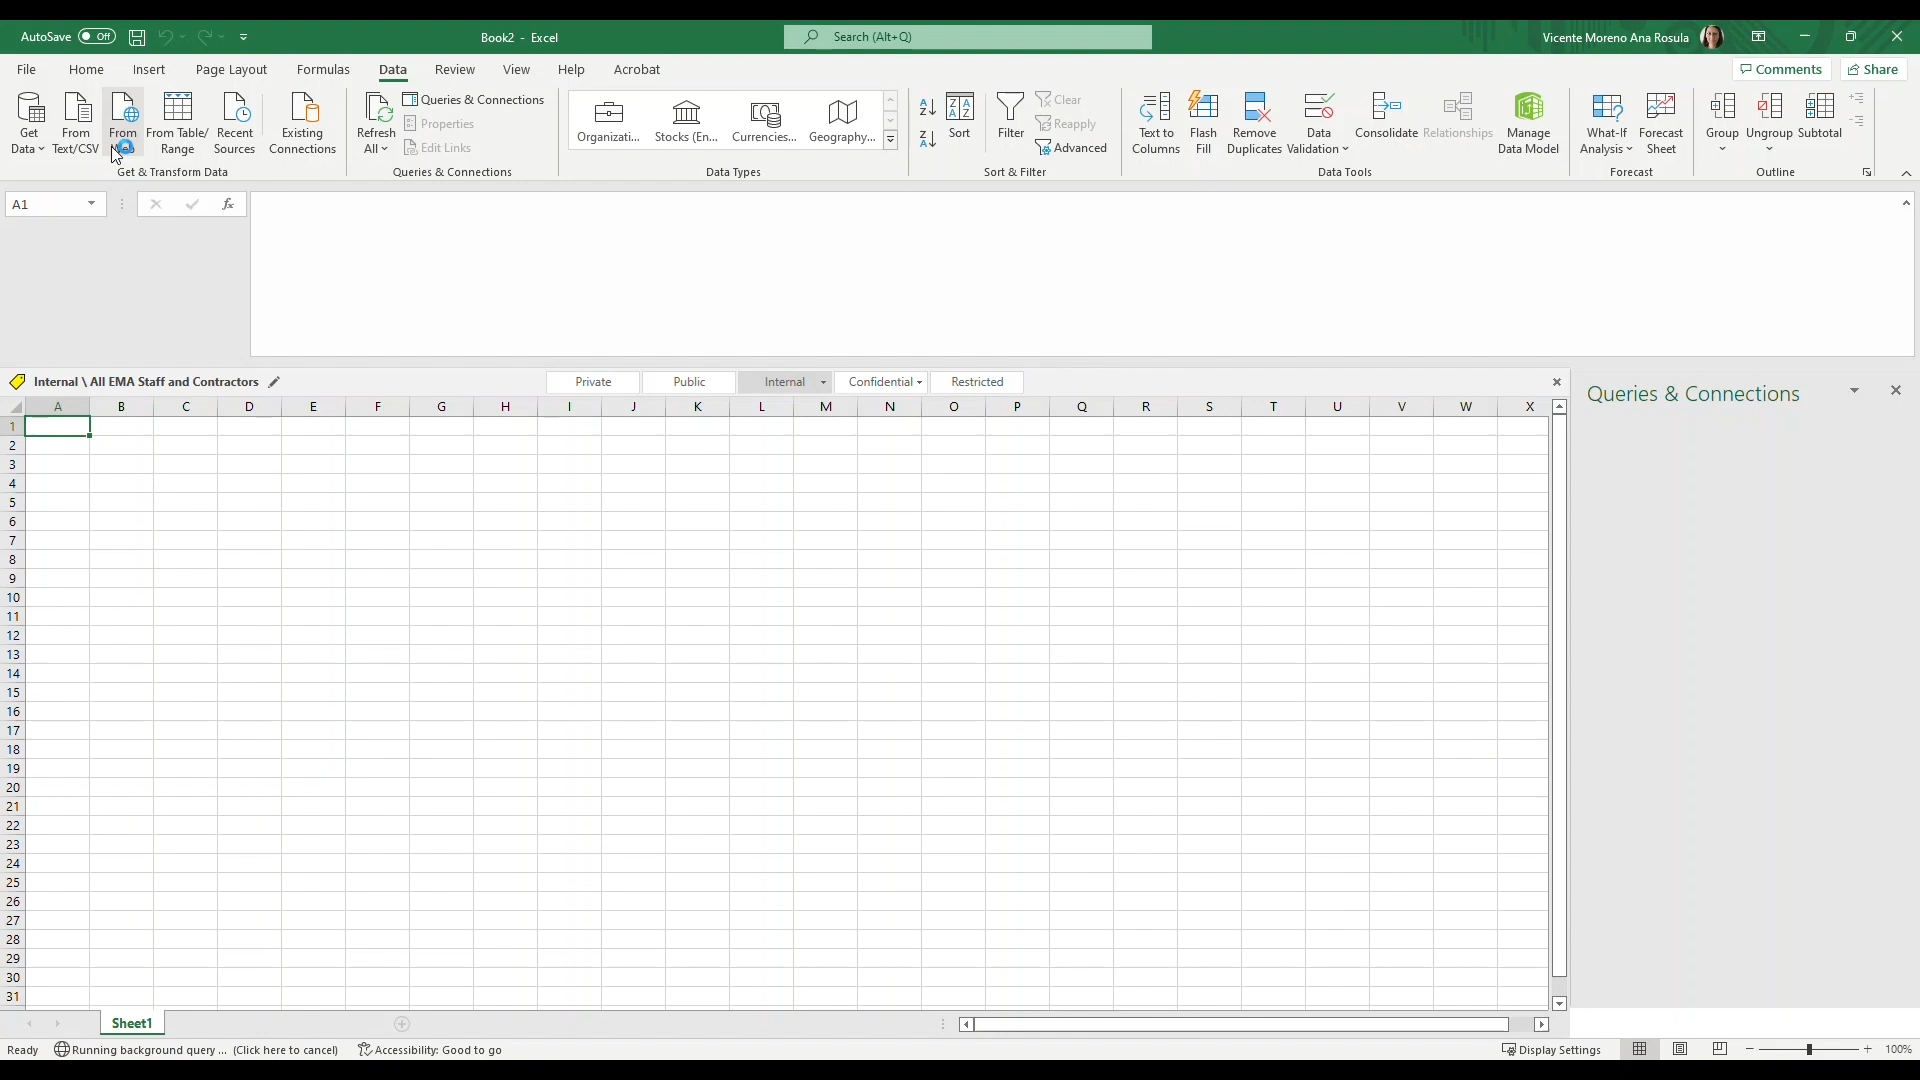 AutoSave Off
Book2 - Excel
Search (Alt+Q)
Vicente Moreno Ana Rosula
File Home Insert Page Layout Formulas Data Review View Help Acrobat
Comments Share
Get Data
From Text/CSV
From
From Table/ Range
Recent Sources
Existing Connections
Get & Transform Data
Refresh All
Queries & Connections
Properties
Edit Links
Queries & Connections
Organizati...
Stocks (En...
Currencies...
Geography...
Data Types
Sort
Filter
Clear
Reapply
Advanced
Sort & Filter
Text to Columns
Flash Fill
Remove Duplicates
Data Validation
Consolidate
Relationships
Manage Data Model
Data Tools
What-If Analysis
Forecast Sheet
Forecast
Group
Ungroup
Subtotal
Outline
A1
fx
Internal \ All EMA Staff and Contractors
Private Public Internal Confidential Restricted
Queries & Connections
A B C D E F G H I J K L M N O P Q R S T U V W X
1
2
3
4
5
6
7
8
9
10
11
12
13
14
15
16
17
18
19
20
21
22
23
24
25
26
27
28
29
30
31
Sheet1
Ready
Running background query ... (Click here to cancel)
Accessibility: Good to go
Display Settings
100%